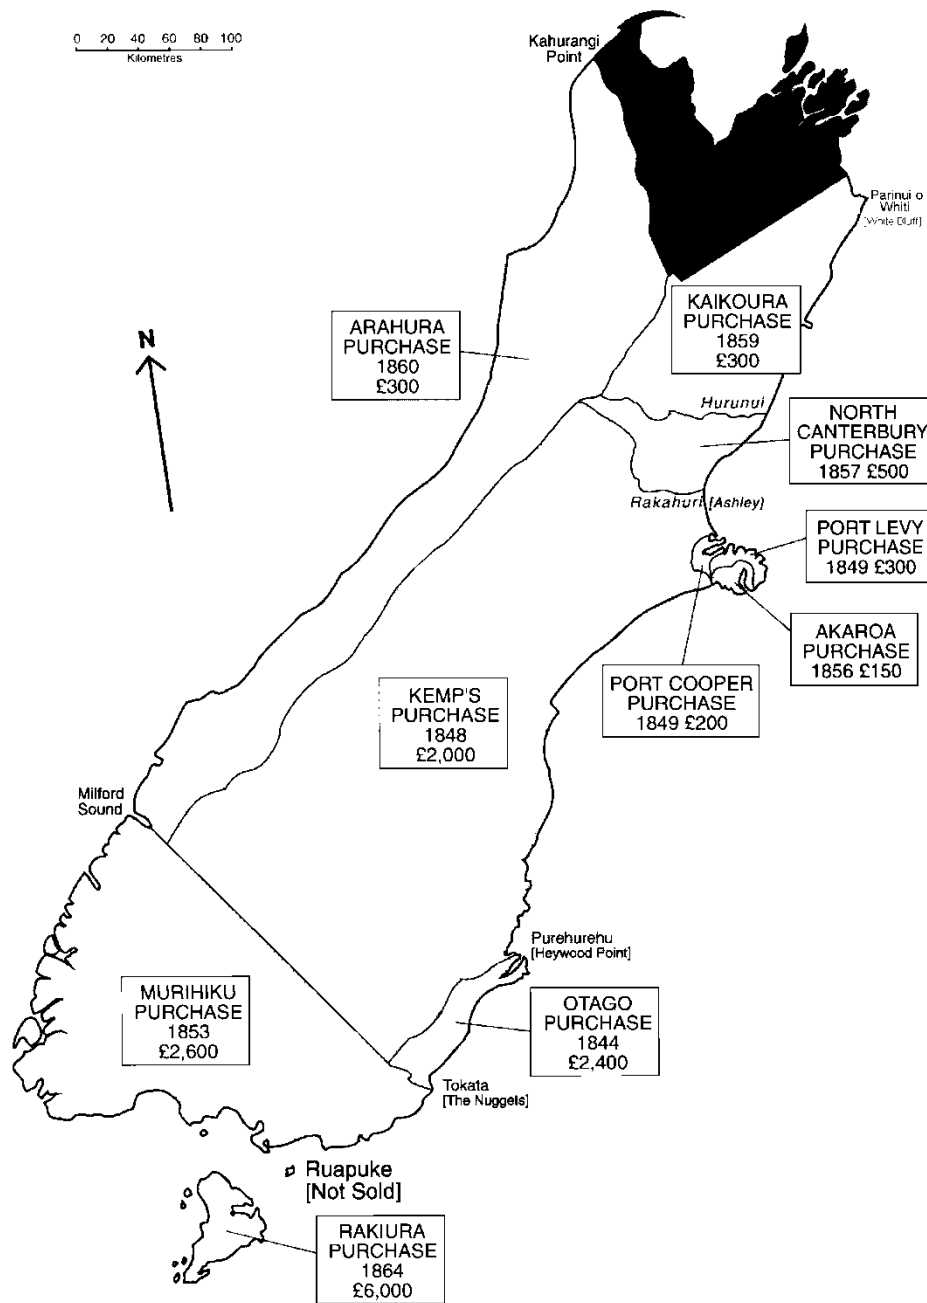 0 20 40 60 80 100
Kilometres
Kahurangi
Point
Parinui o
Whiti
[White Bluff]
N
ARAHURA
PURCHASE
1860
£300
KAIKOURA
PURCHASE
1859
£300
Hurunui
NORTH
CANTERBURY
PURCHASE
1857 £500
Rakahuri [Ashley]
PORT LEVY
PURCHASE
1849 £300
AKAROA
PURCHASE
1856 £150
PORT COOPER
PURCHASE
1849 £200
KEMP'S
PURCHASE
1848
£2,000
Milford
Sound
Purehurehu
[Heywood Point]
MURIHIKU
PURCHASE
1853
£2,600
OTAGO
PURCHASE
1844
£2,400
Tokata
[The Nuggets]
Ruapuke
[Not Sold]
RAKIURA
PURCHASE
1864
£6,000